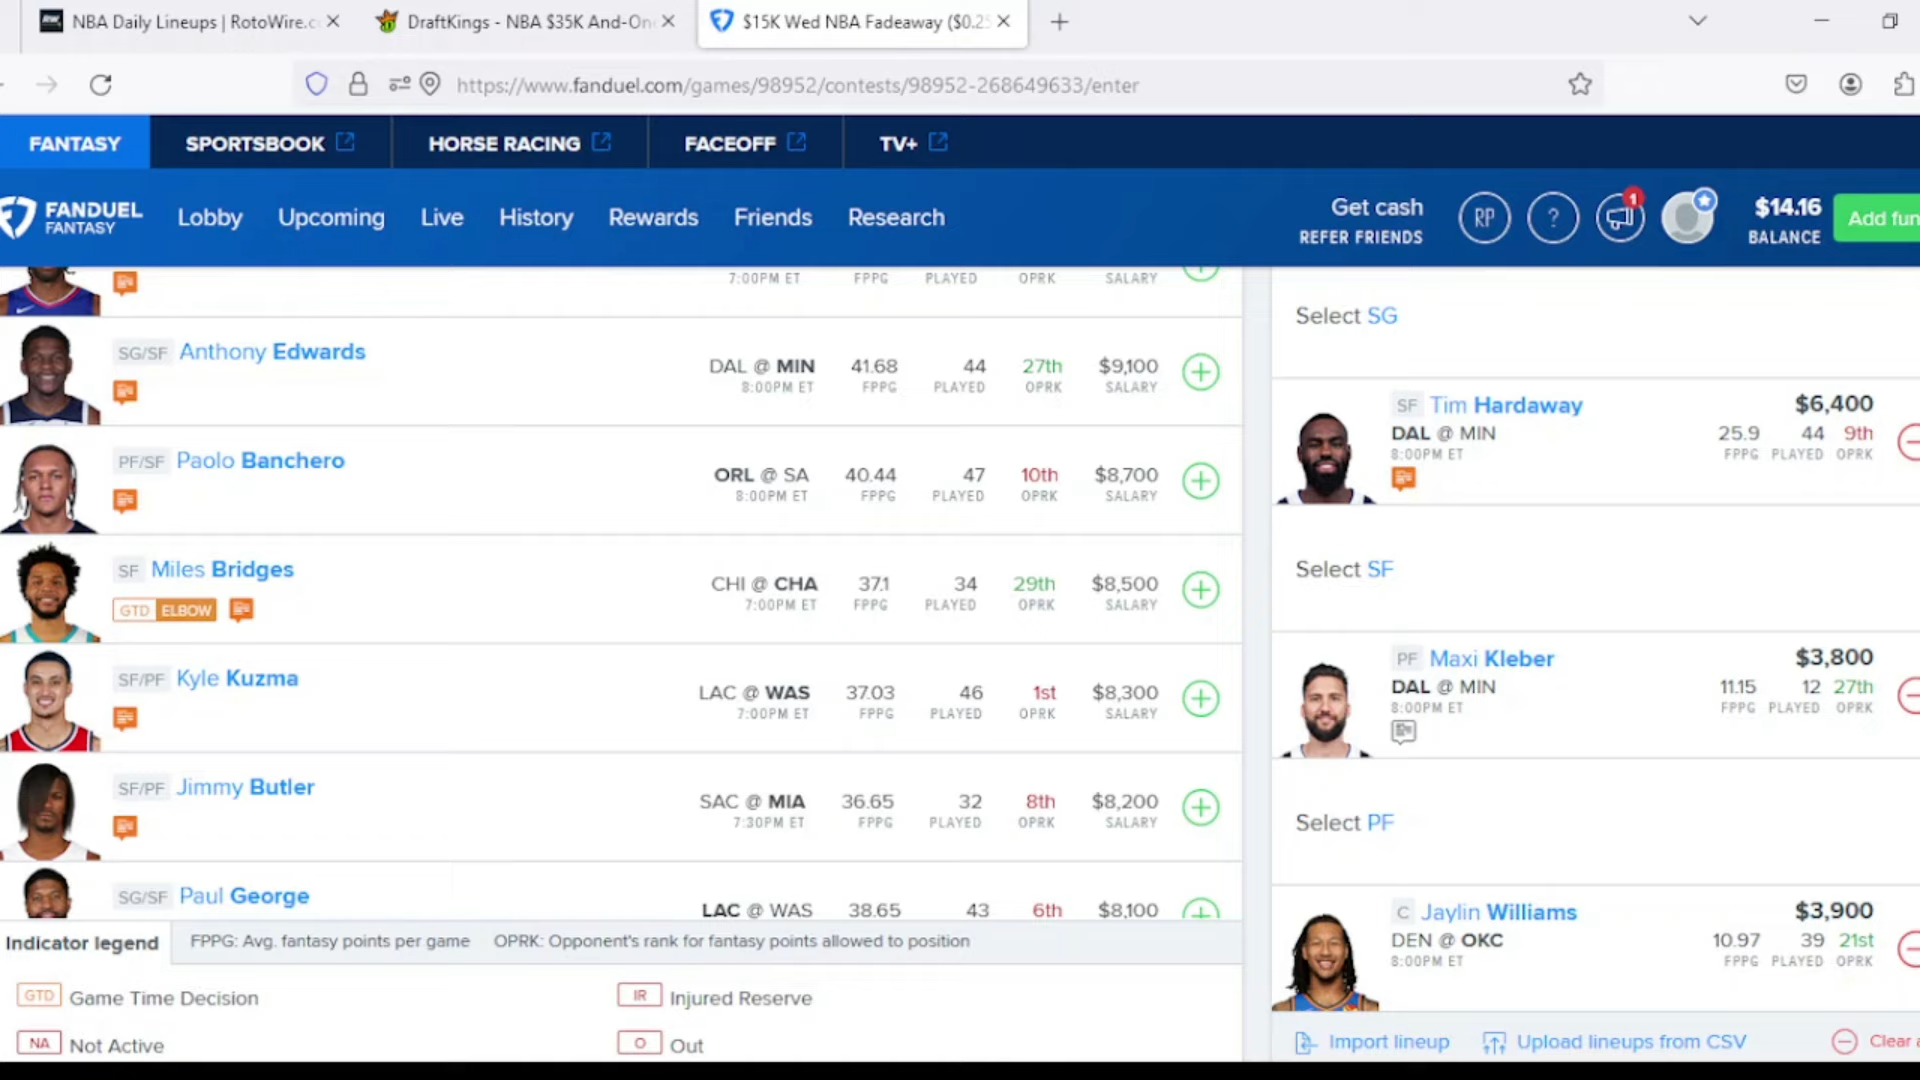 NBA Daily Lineups | RotoWire.c
DraftKings - NBA $35K And-On
$15K Wed NBA Fadeaway ($0.25
https://www.fanduel.com/games/98952/contests/98952-268649633/enter
FANTASY
SPORTSBOOK
HORSE RACING
FACEOFF
TV+
FANDUEL
FANTASY
Lobby
Upcoming
Live
History
Rewards
Friends
Research
Get cash
REFER FRIENDS
RP
?
1
$14.16
BALANCE
Add fun
7:00PM ET FPPG PLAYED OPRK SALARY
SG/SF Anthony Edwards
DAL @ MIN 41.68 44 27th $9,100
8:00PM ET FPPG PLAYED OPRK SALARY
PF/SF Paolo Banchero
ORL @ SA 40.44 47 10th $8,700
8:00PM ET FPPG PLAYED OPRK SALARY
SF Miles Bridges
GTD ELBOW
CHI @ CHA 37.1 34 29th $8,500
7:00PM ET FPPG PLAYED OPRK SALARY
SF/PF Kyle Kuzma
LAC @ WAS 37.03 46 1st $8,300
7:00PM ET FPPG PLAYED OPRK SALARY
SF/PF Jimmy Butler
SAC @ MIA 36.65 32 8th $8,200
7:30PM ET FPPG PLAYED OPRK SALARY
SG/SF Paul George
LAC @ WAS 38.65 43 6th $8,100
Indicator legend
FPPG: Avg. fantasy points per game OPRK: Opponent's rank for fantasy points allowed to position
GTD Game Time Decision
IR Injured Reserve
NA Not Active
O Out
Select SG
SF Tim Hardaway $6,400
DAL @ MIN 25.9 44 9th
8:00PM ET FPPG PLAYED OPRK
Select SF
PF Maxi Kleber $3,800
DAL @ MIN 11.15 12 27th
8:00PM ET FPPG PLAYED OPRK
Select PF
C Jaylin Williams $3,900
DEN @ OKC 10.97 39 21st
8:00PM ET FPPG PLAYED OPRK
Import lineup
Upload lineups from CSV
Clear a